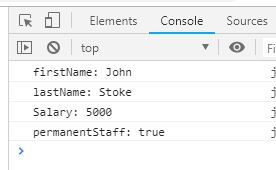 Elements Console Sources
top
firstName: John j
lastName: Stoke j
Salary: 5000 j
permanentStaff: true j